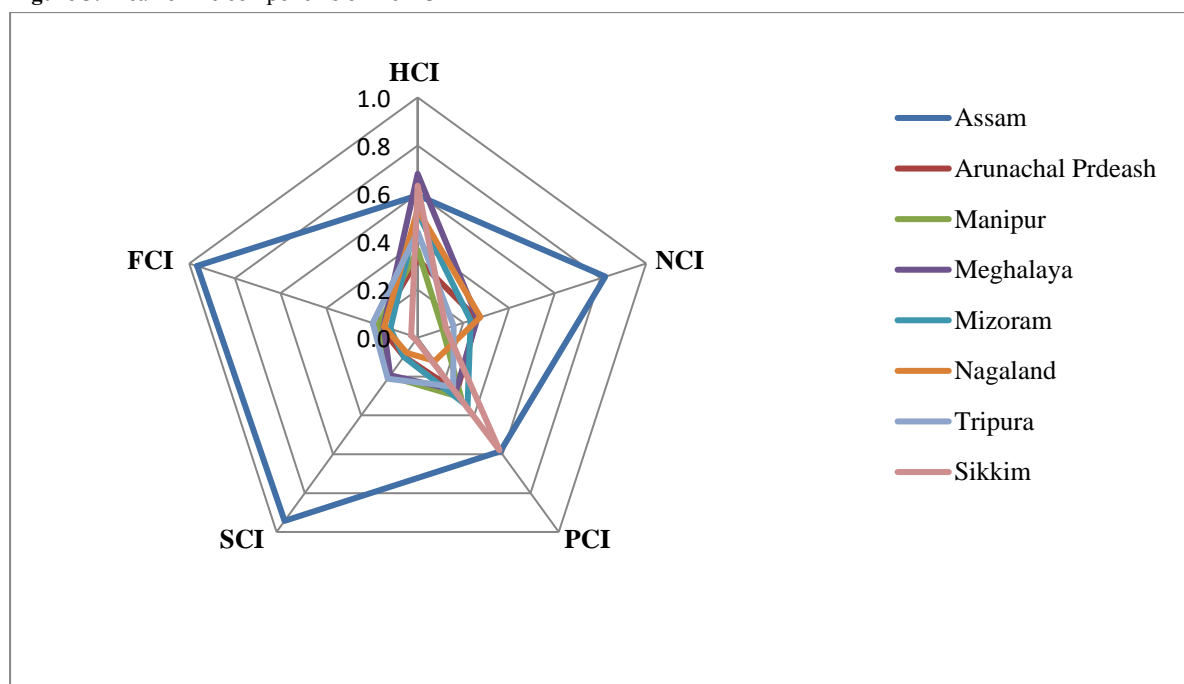 HCI
1.0
0.8
0.6
0.4
0.2
0.0
NCI
PCI
SCI
FCI
Assam
Arunachal Prdeash
Manipur
Meghalaya
Mizoram
Nagaland
Tripura
Sikkim